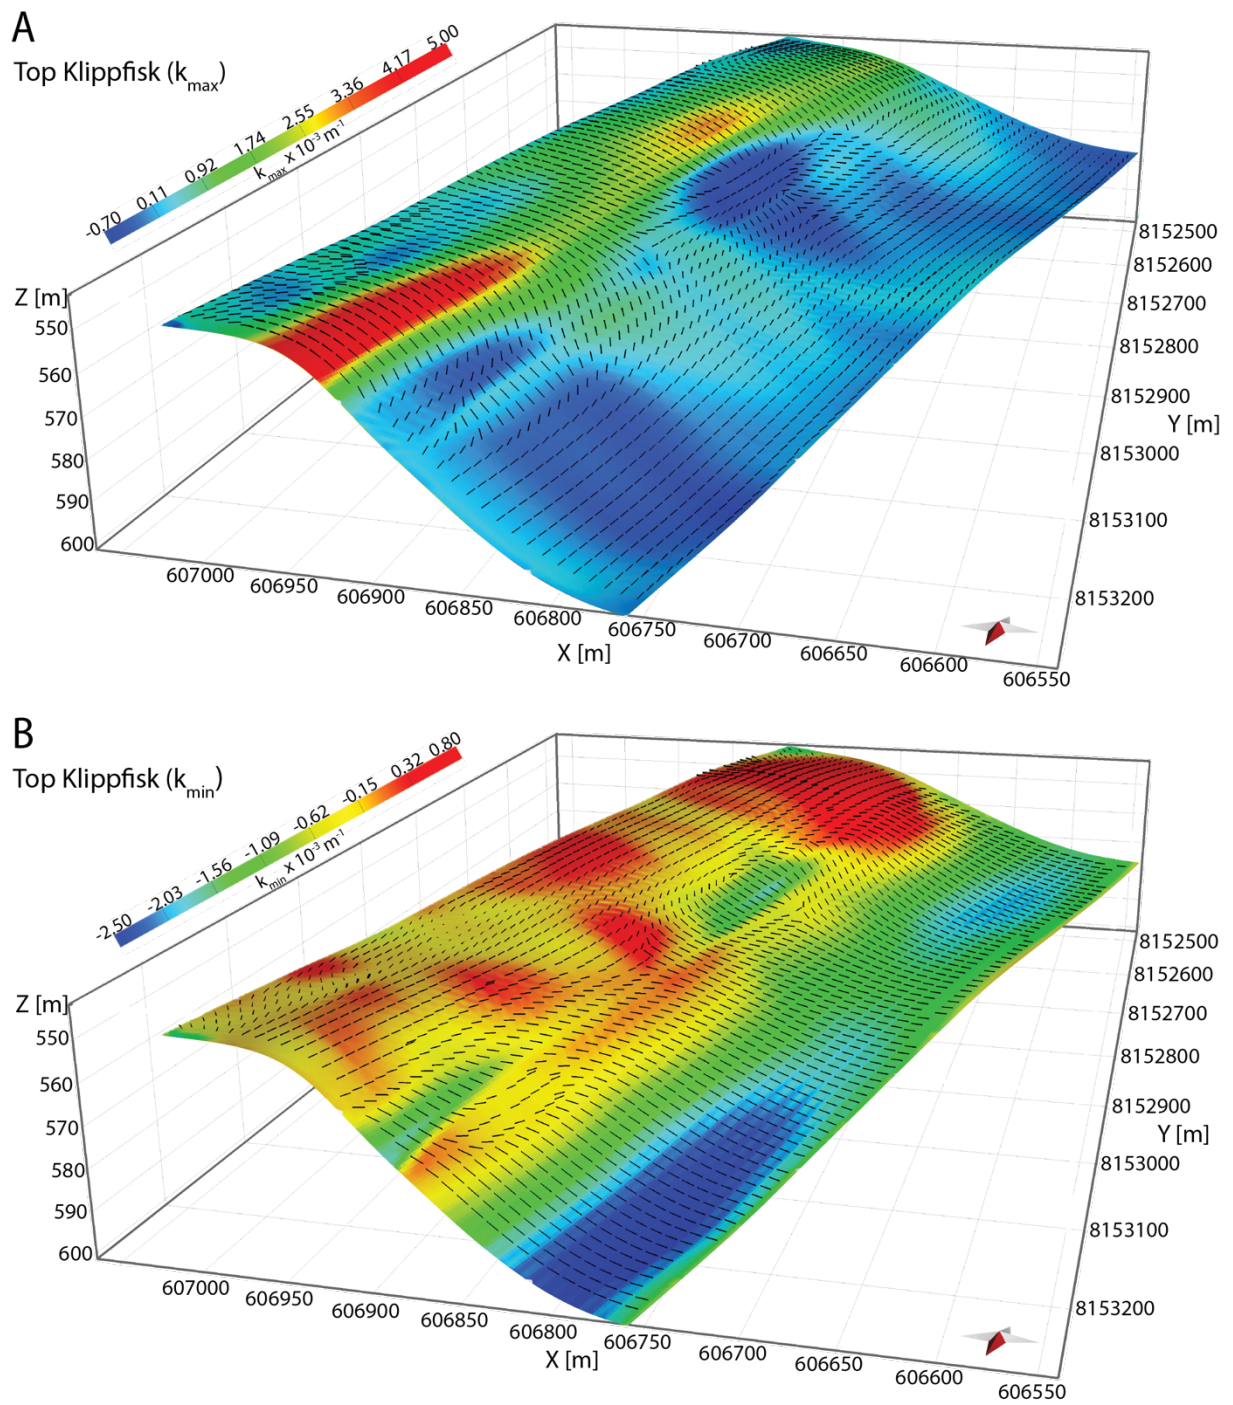 A
Top Klippfisk (kmax)
-0.70 0.11 0.92 1.74 2.55 3.36 4.17 5.00
kmax x 10-3 m-1
Z [m]
550
560
570
580
590
600
607000 606950 606900 606850 606800 606750 606700 606650 606600 606550
X [m]
8152500
8152600
8152700
8152800
8152900
Y [m]
8153000
8153100
8153200
B
Top Klippfisk (kmin)
-2.50 -2.03 -1.56 -1.09 -0.62 -0.15 0.32 0.80
kmin x 10-3 m-1
Z [m]
550
560
570
580
590
600
607000 606950 606900 606850 606800 606750 606700 606650 606600 606550
X [m]
8152500
8152600
8152700
8152800
8152900
Y [m]
8153000
8153100
8153200